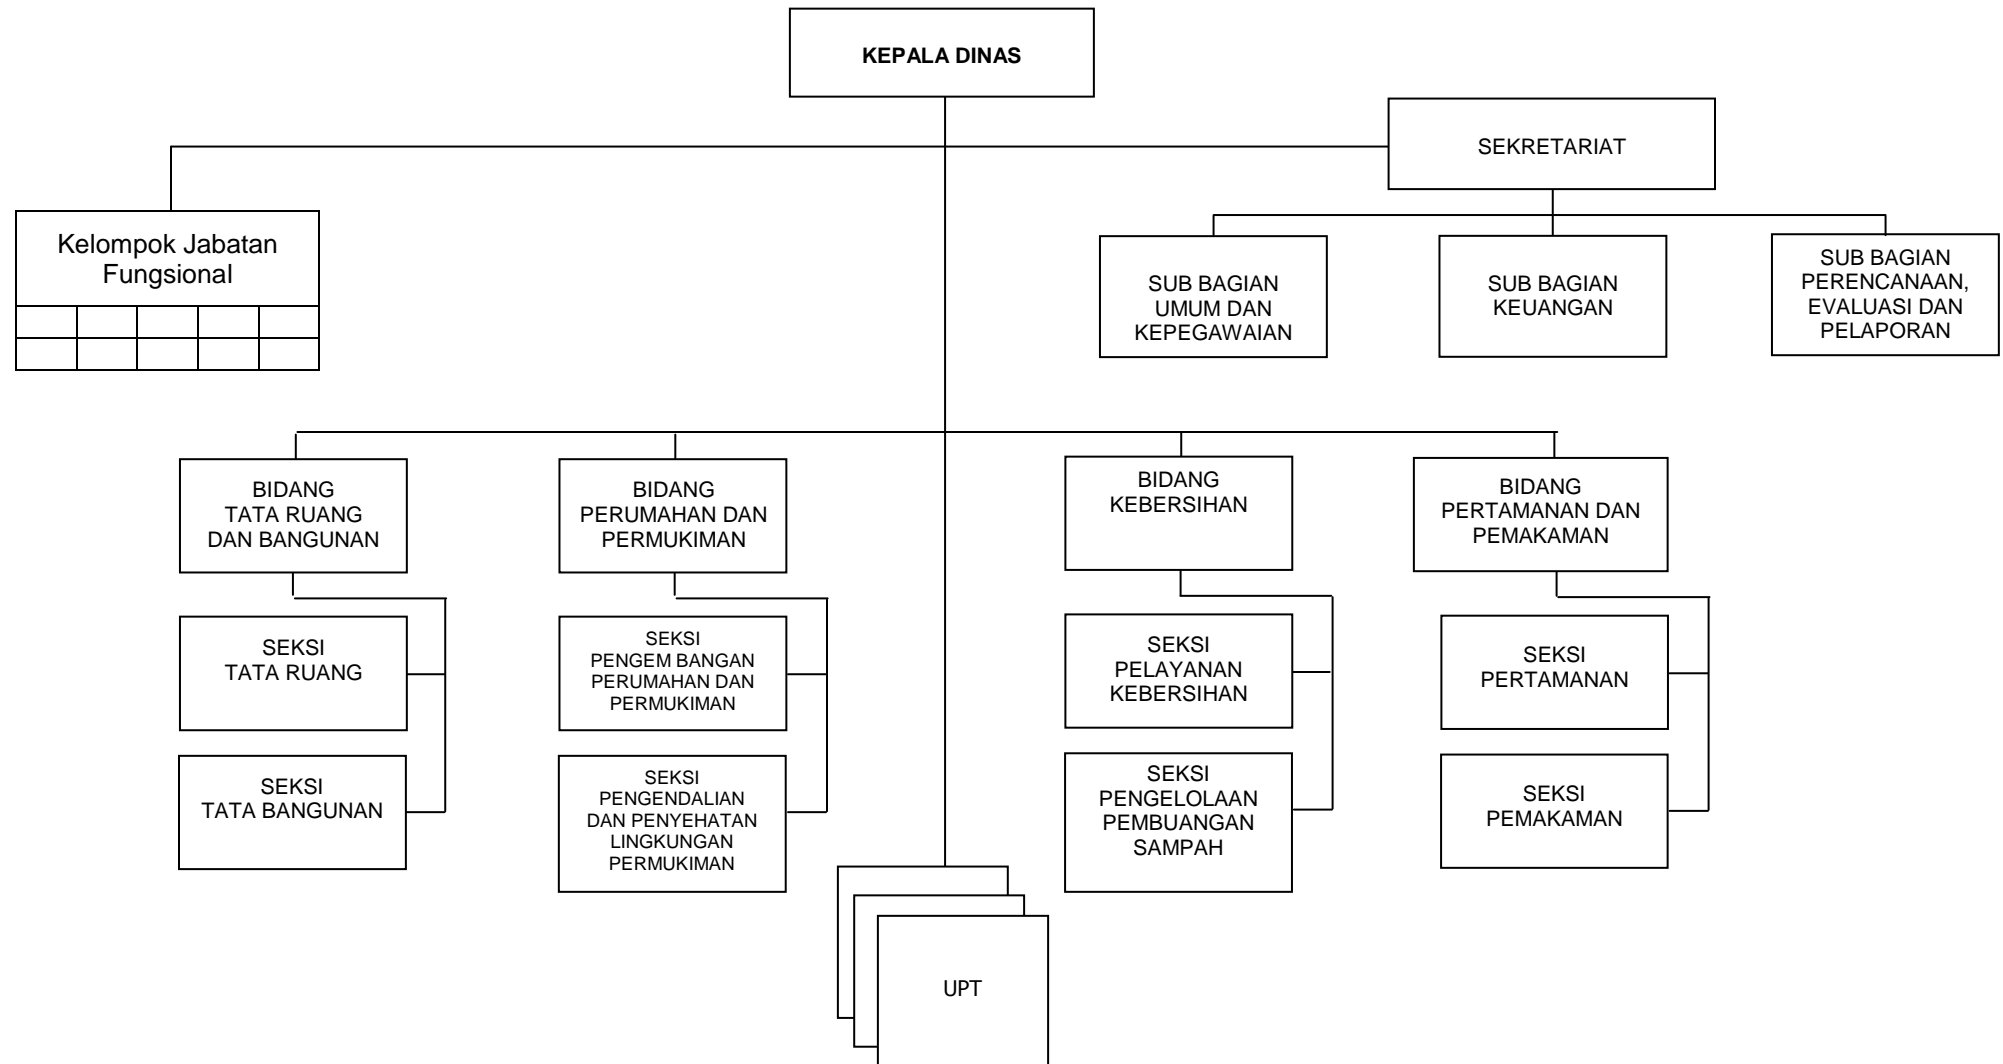 KEPALA DINAS
SEKRETARIAT
Kelompok Jabatan
Fungsional
SUB BAGIAN
UMUM DAN
KEPEGAWAIAN
SUB BAGIAN
KEUANGAN
SUB BAGIAN
PERENCANAAN,
EVALUASI DAN
PELAPORAN
BIDANG
TATA RUANG
DAN BANGUNAN
BIDANG
PERUMAHAN DAN
PERMUKIMAN
BIDANG
KEBERSIHAN
BIDANG
PERTAMANAN DAN
PEMAKAMAN
SEKSI
TATA RUANG
SEKSI
PENGEM BANGAN
PERUMAHAN DAN
PERMUKIMAN
SEKSI
PELAYANAN
KEBERSIHAN
SEKSI
PERTAMANAN
SEKSI
TATA BANGUNAN
SEKSI
PENGENDALIAN
DAN PENYEHATAN
LINGKUNGAN
PERMUKIMAN
SEKSI
PENGELOLAAN
PEMBUANGAN
SAMPAH
SEKSI
PEMAKAMAN
UPT